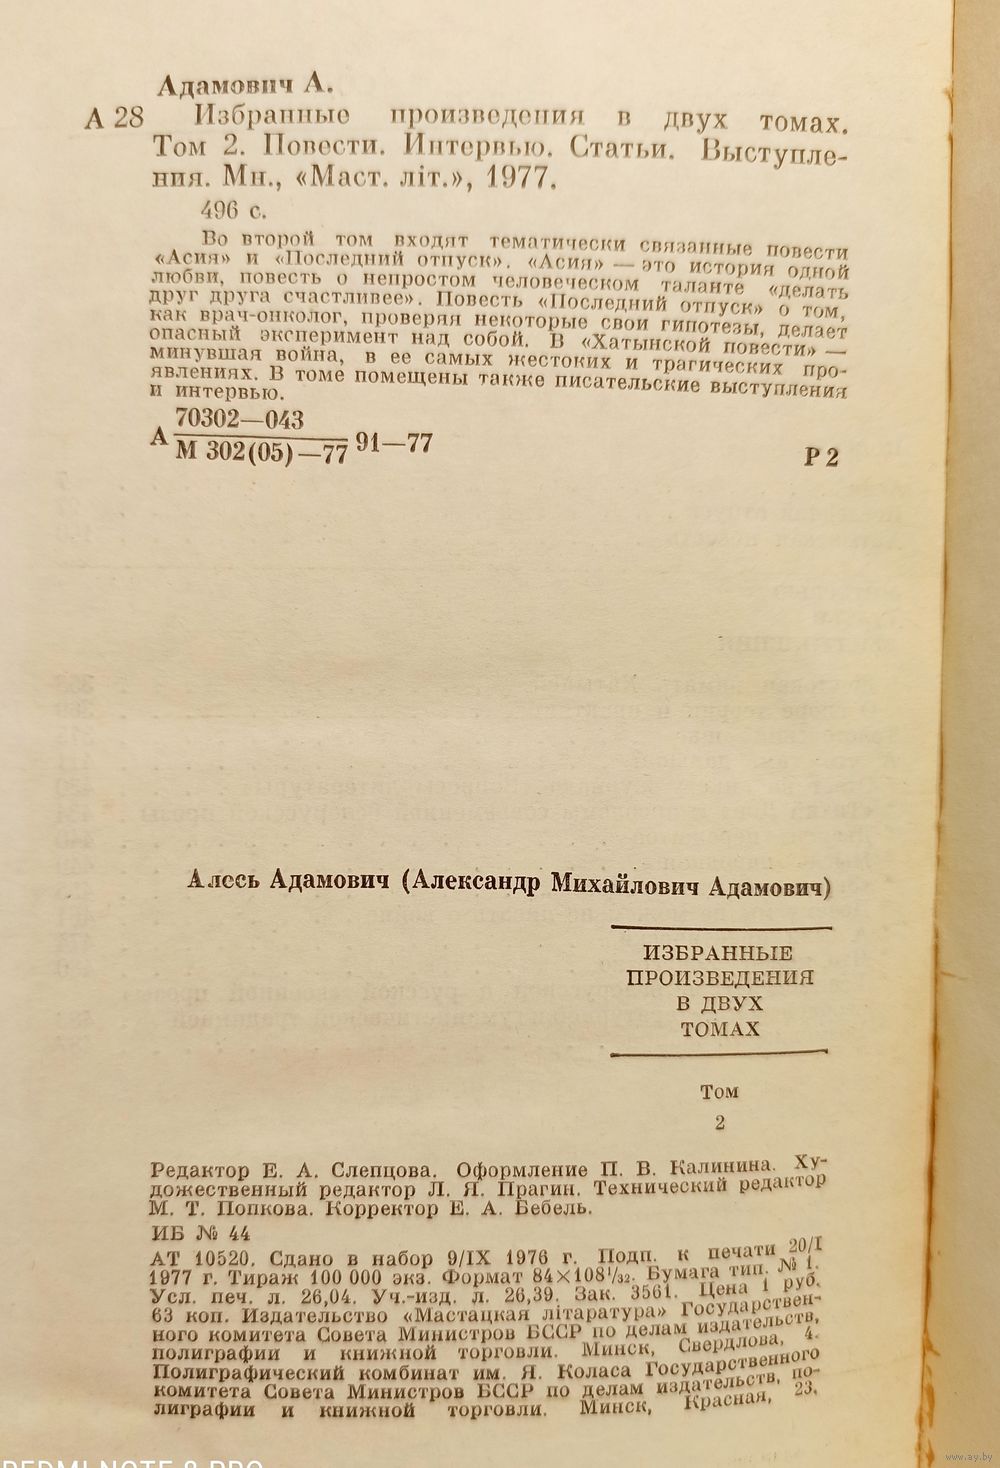 Адамович А.
А 28 Избранные произведения в двух томах.
Том 2. Повести. Интервью. Статьи. Выступле-
ния. Мн., «Маст. літ.», 1977.
496 с.
Во второй том входят тематически связанные повести
«Асия» и «Последний отпуск». «Асия» — это история одной
любви, повесть о непростом человеческом таланте «делать
друг друга счастливее». Повесть «Последний отпуск» о том,
как врач-онколог, проверяя некоторые свои гипотезы, делает
опасный эксперимент над собой. В «Хатынской повести» —
минувшая война, в ее самых жестоких и трагических про-
явлениях. В томе помещены также писательские выступления
и интервью.
70302—043
А М 302(05)—77 91—77
Р 2
Алесь Адамович (Александр Михайлович Адамович)
ИЗБРАННЫЕ
ПРОИЗВЕДЕНИЯ
В ДВУХ
ТОМАХ
Том
2
Редактор Е. А. Слепцова. Оформление П. В. Калинина. Ху-
дожественный редактор Л. Я. Прагин. Технический редактор
М. Т. Попкова. Корректор Е. А. Бебель.
ИБ № 44
АТ 10520. Сдано в набор 9/IX 1976 г. Подп. к печати 20/I
1977 г. Тираж 100 000 экз. Формат 84×108¹/₃₂. Бумага тип. № 1.
Усл. печ. л. 26,04. Уч.-изд. л. 26,39. Зак. 3561. Цена 1 руб.
63 коп. Издательство «Мастацкая літаратура» Государствен-
ного комитета Совета Министров БССР по делам издательств,
полиграфии и книжной торговли. Минск, Свердлова, 4.
Полиграфический комбинат им. Я. Коласа Государственного
комитета Совета Министров БССР по делам издательств, по-
лиграфии и книжной торговли. Минск, Красная, 23.
REDMI NOTE 8 PRO
www.ay.by